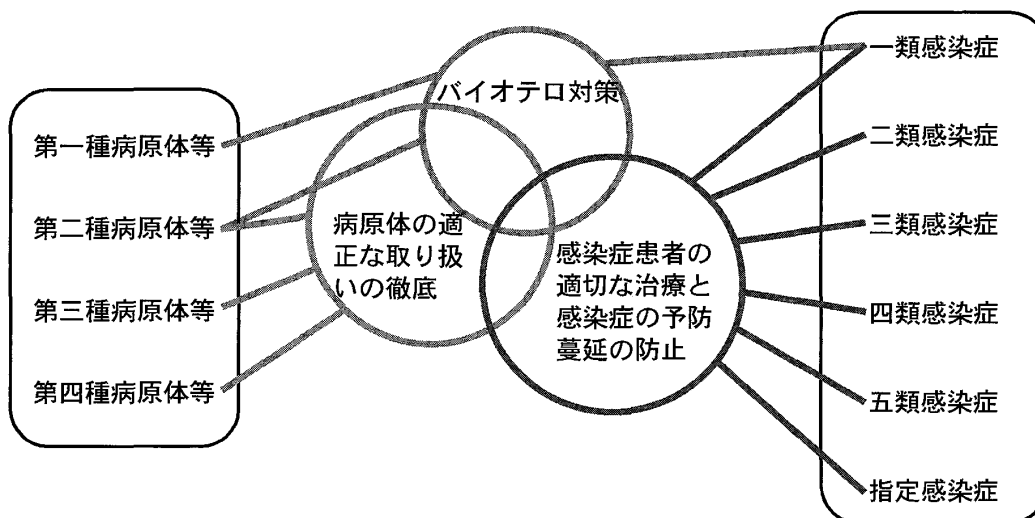 バイオテロ対策
第一種病原体等
第二種病原体等
第三種病原体等
第四種病原体等
病原体の適
正な取り扱
いの徹底
感染症患者の
適切な治療と
感染症の予防
蔓延の防止
一類感染症
二類感染症
三類感染症
四類感染症
五類感染症
指定感染症